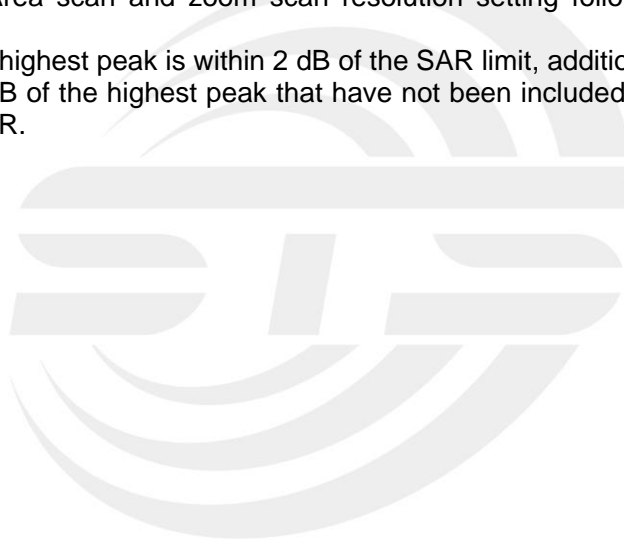 Area scan and zoom scan resolution setting follo
highest peak is within 2 dB of the SAR limit, additio
B of the highest peak that have not been included
R.
STS